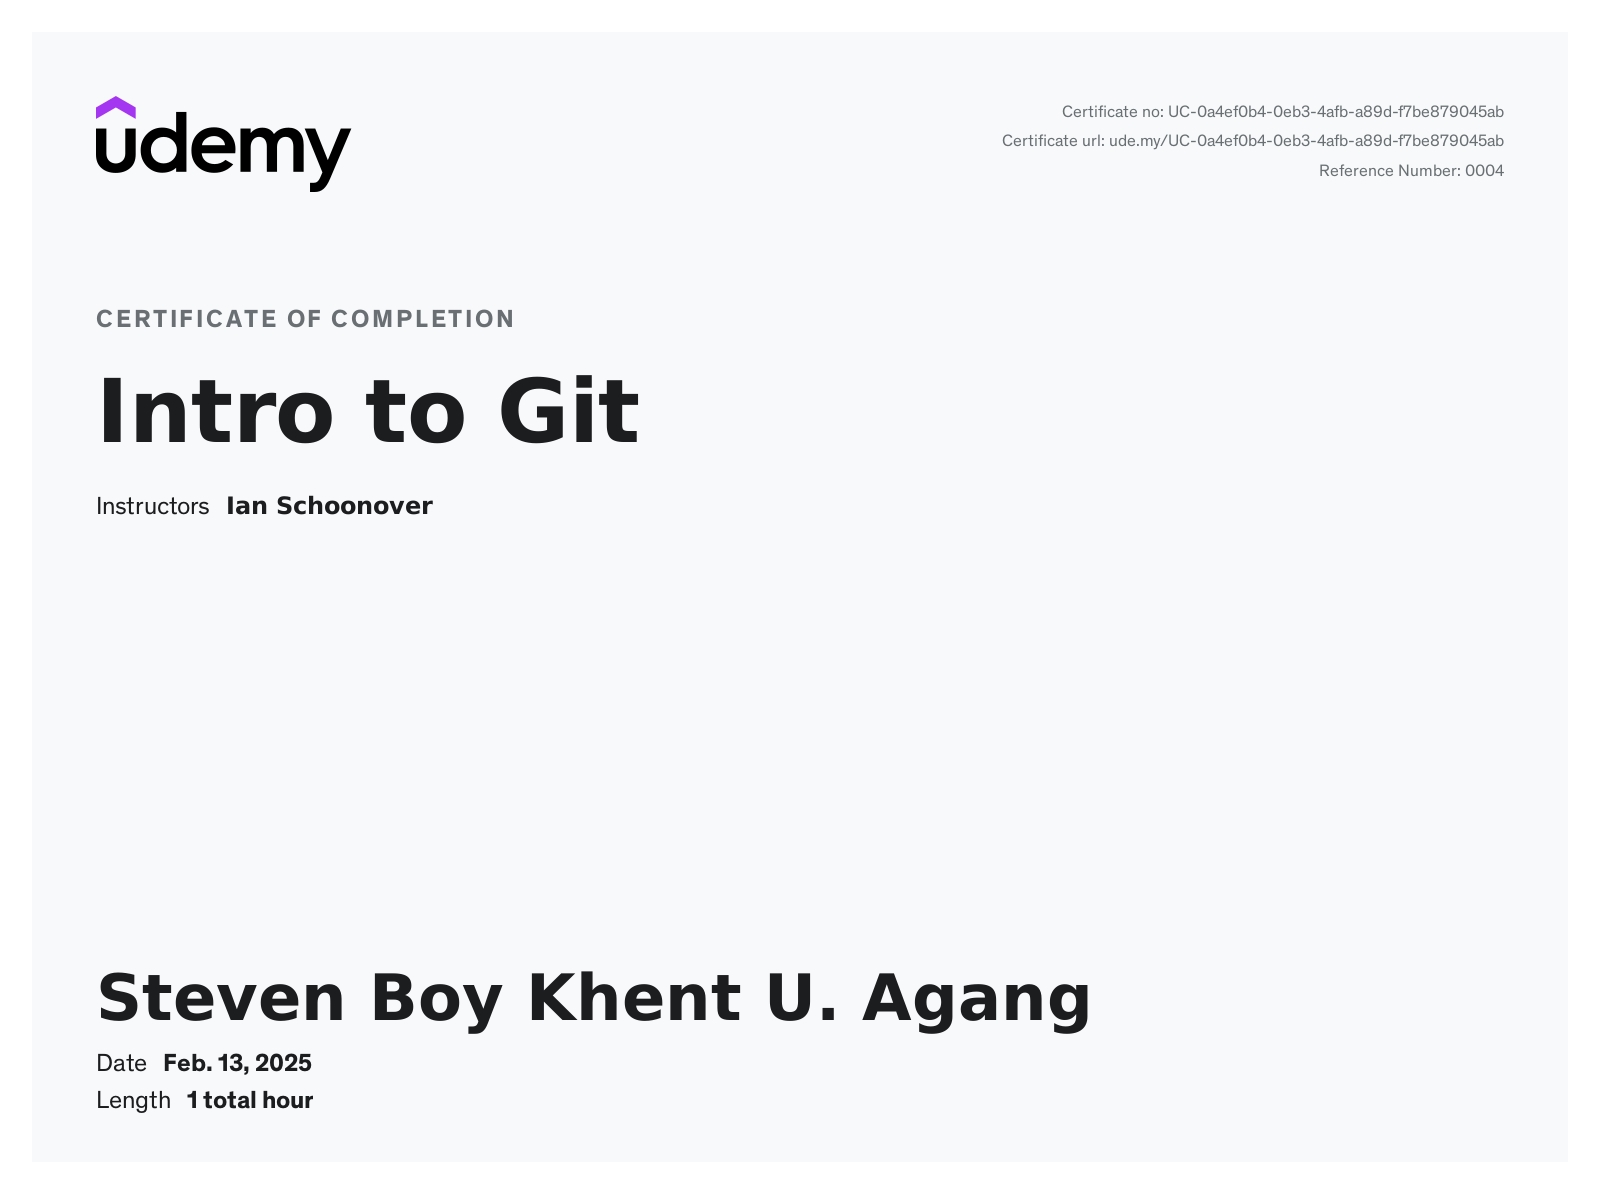 udemy
Certificate no: UC-0a4ef0b4-0eb3-4afb-a89d-f7be879045ab
Certificate url: ude.my/UC-0a4ef0b4-0eb3-4afb-a89d-f7be879045ab
Reference Number: 0004
CERTIFICATE OF COMPLETION
Intro to Git
Instructors Ian Schoonover
Steven Boy Khent U. Agang
Date Feb. 13, 2025
Length 1 total hour